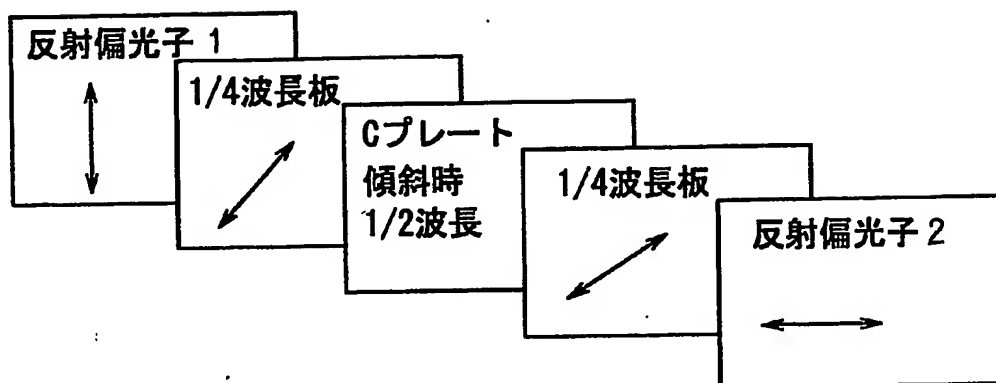 反射偏光子 1
1/4波長板
Cプレート
傾斜時
1/2波長
1/4波長板
反射偏光子 2